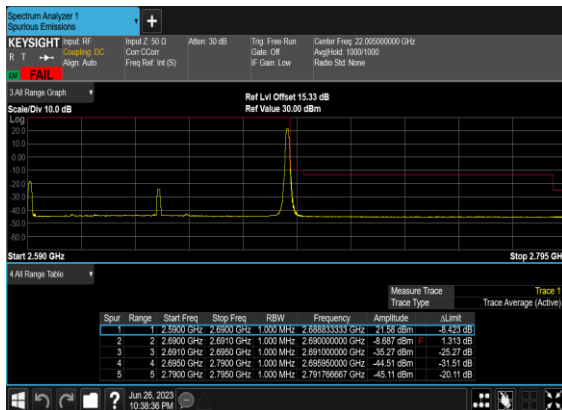 Spectrum Analyzer 1
Spurious Emissions
KEYSIGHT Input: RF Input Z: 50 Ω Atten: 30 dB Trig: Free Run Center Freq: 22.005000000 GHz
R T Coupling: DC Corr CCorr Gate: Off Avg|Hold: 1000/1000
Align: Auto Freq Ref: Int (S) IF Gain: Low Radio Std: None
FAIL
3 All Range Graph
Ref Lvl Offset 15.33 dB
Scale/Div 10.0 dB Ref Value 30.00 dBm
Log
20.0
10.0
0.00
-10.0
-20.0
-30.0
-40.0
-50.0
-60.0
Start 2.590 GHz Stop 2.795 GH
4 All Range Table
Measure Trace Trace 1
Trace Type Trace Average (Active)
Spur Range Start Freq Stop Freq RBW Frequency Amplitude ΔLimit
1 1 2.5900 GHz 2.6900 GHz 1.000 MHz 2.688833333 GHz 21.58 dBm -8.423 dB
2 2 2.6900 GHz 2.6910 GHz 1.000 MHz 2.690000000 GHz -8.687 dBm F 1.313 dB
3 3 2.6910 GHz 2.6950 GHz 1.000 MHz 2.691000000 GHz -35.27 dBm -25.27 dB
4 4 2.6950 GHz 2.7900 GHz 1.000 MHz 2.695950000 GHz -44.51 dBm -31.51 dB
5 5 2.7900 GHz 2.7950 GHz 1.000 MHz 2.791766667 GHz -45.11 dBm -20.11 dB
Jun 26, 2023
10:38:36 PM